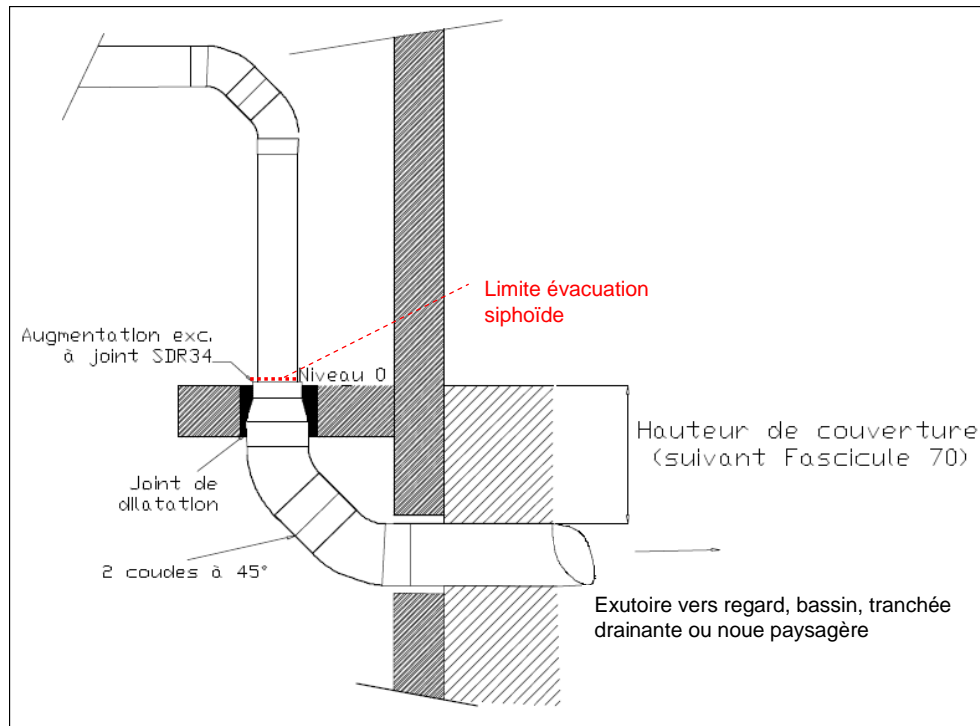 Limite évacuation
siphoïde
Augmentation exc.
à joint SDR34
Niveau 0
Hauteur de couverture
(suivant Fascicule 70)
Joint de
dilatation
2 coudes à 45°
Exutoire vers regard, bassin, tranchée
drainante ou noue paysagère